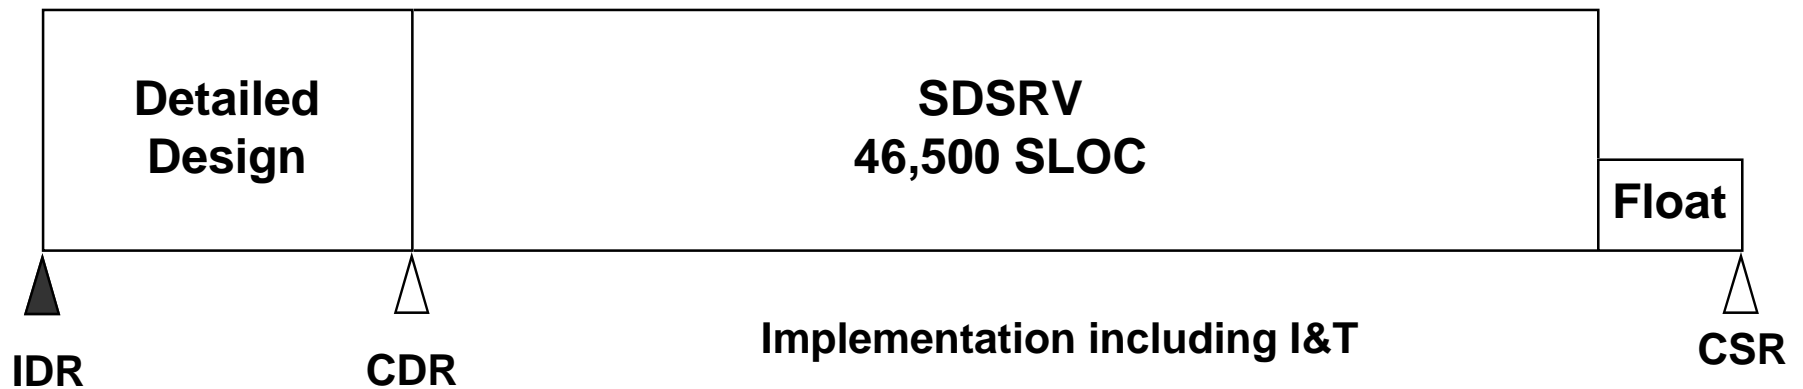 Detailed
Design
SDSRV
46,500 SLOC
Float
Implementation including I&T
IDR
CDR
CSR